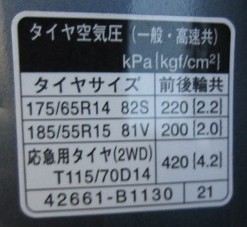 タイヤ空気圧 (一般・高速共)
kPa{kgf/cm²}
タイヤサイズ 前後輪共
175/65R14 82S 220{2.2}
185/55R15 81V 200{2.0}
応急用タイヤ(2WD) 420{4.2}
T115/70D14
42661-B1130 21